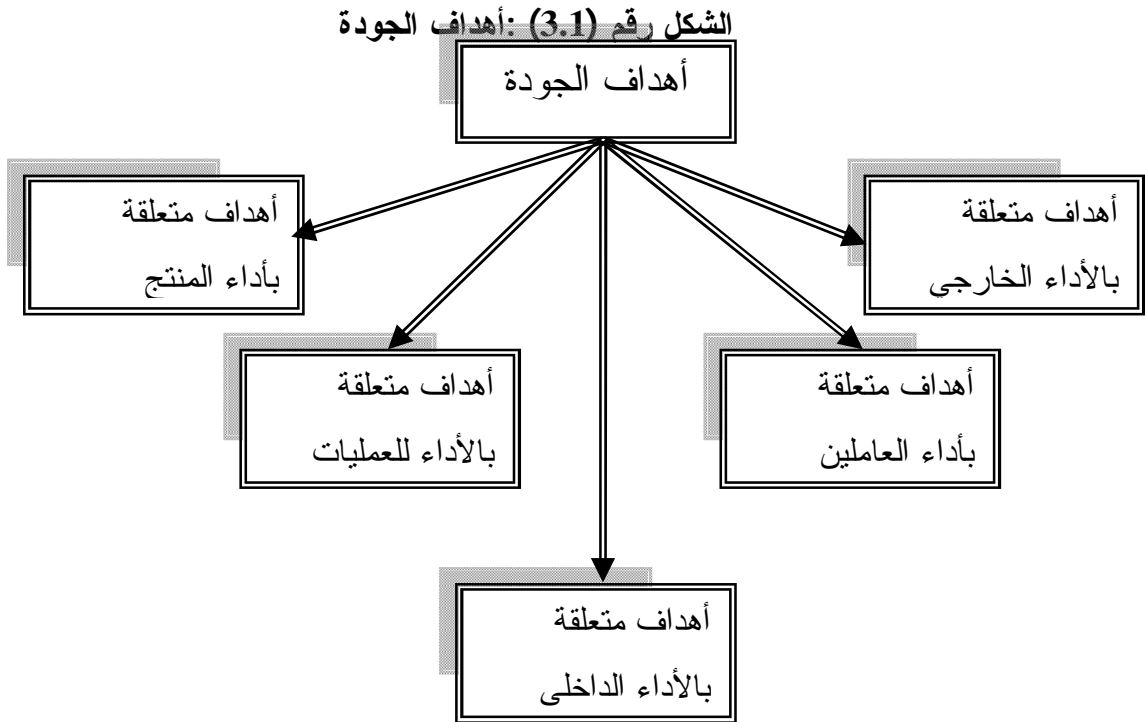 الشكل رقم (3.1) :أهداف الجودة
أهداف الجودة
أهداف متعلقة
بالأداء الخارجي
أهداف متعلقة
بأداء المنتج
أهداف متعلقة
بأداء العاملين
أهداف متعلقة
بالأداء للعمليات
أهداف متعلقة
بالأداء الداخلى